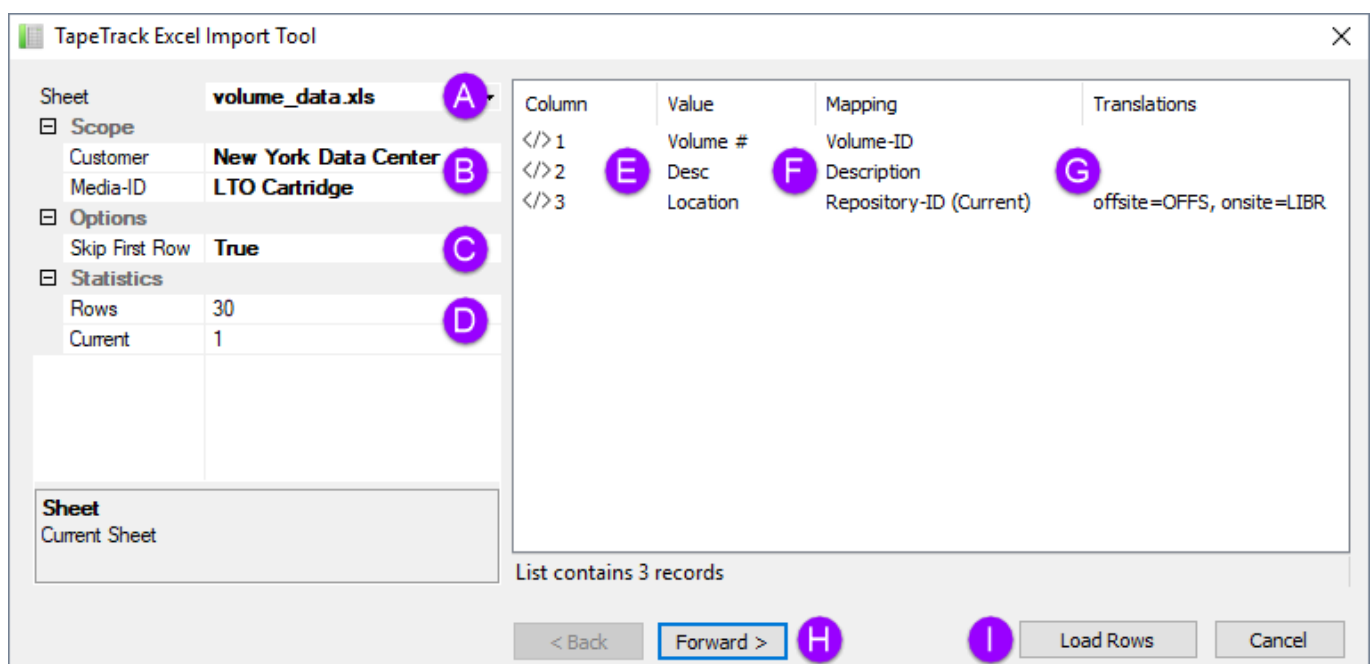 TapeTrack Excel Import Tool
Sheet volume_data.xls A
Scope
Customer New York Data Center
B
Media-ID LTO Cartridge
Options
Skip First Row True C
Statistics
Rows 30
D
Current 1
Sheet
Current Sheet
Column Value Mapping Translations
</> 1 Volume # Volume-ID
</> 2 E Desc F Description G
</> 3 Location Repository-ID (Current) offsite=OFFS, onsite=LIBR
List contains 3 records
< Back Forward > H I Load Rows Cancel